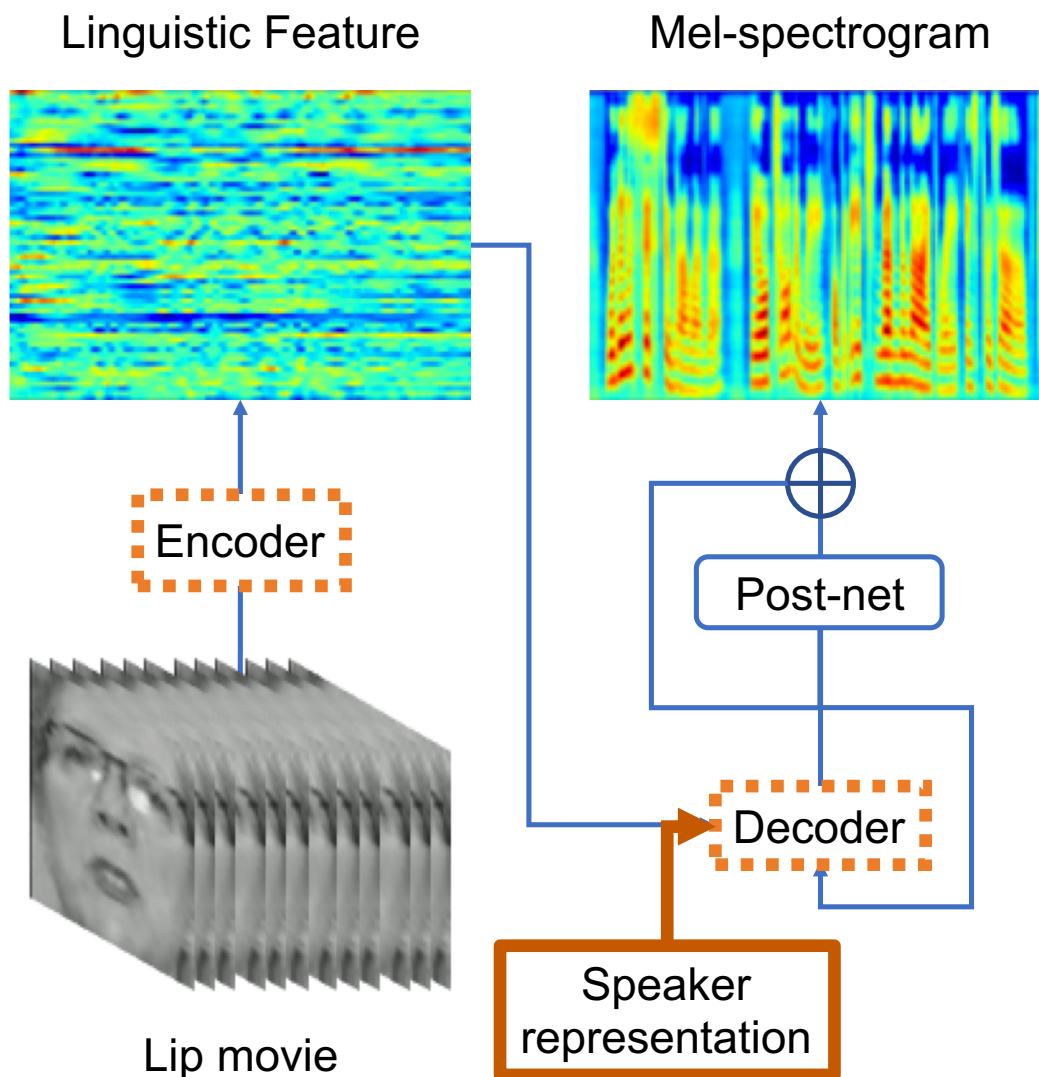 Linguistic Feature
Mel-spectrogram
Encoder
Post-net
Decoder
Speaker
representation
Lip movie